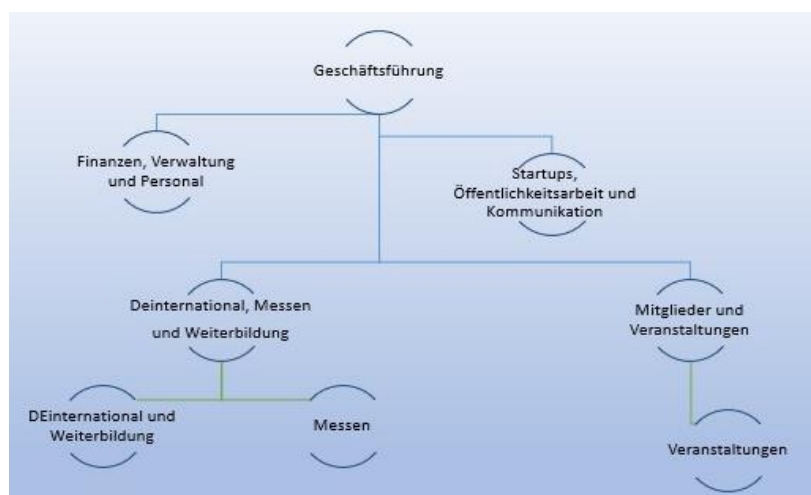 Geschäftsführung
Finanzen, Verwaltung
und Personal
Startups,
Öffentlichkeitsarbeit und
Kommunikation
Deinternational, Messen
und Weiterbildung
Mitglieder und
Veranstaltungen
DEinternational und
Weiterbildung
Messen
Veranstaltungen